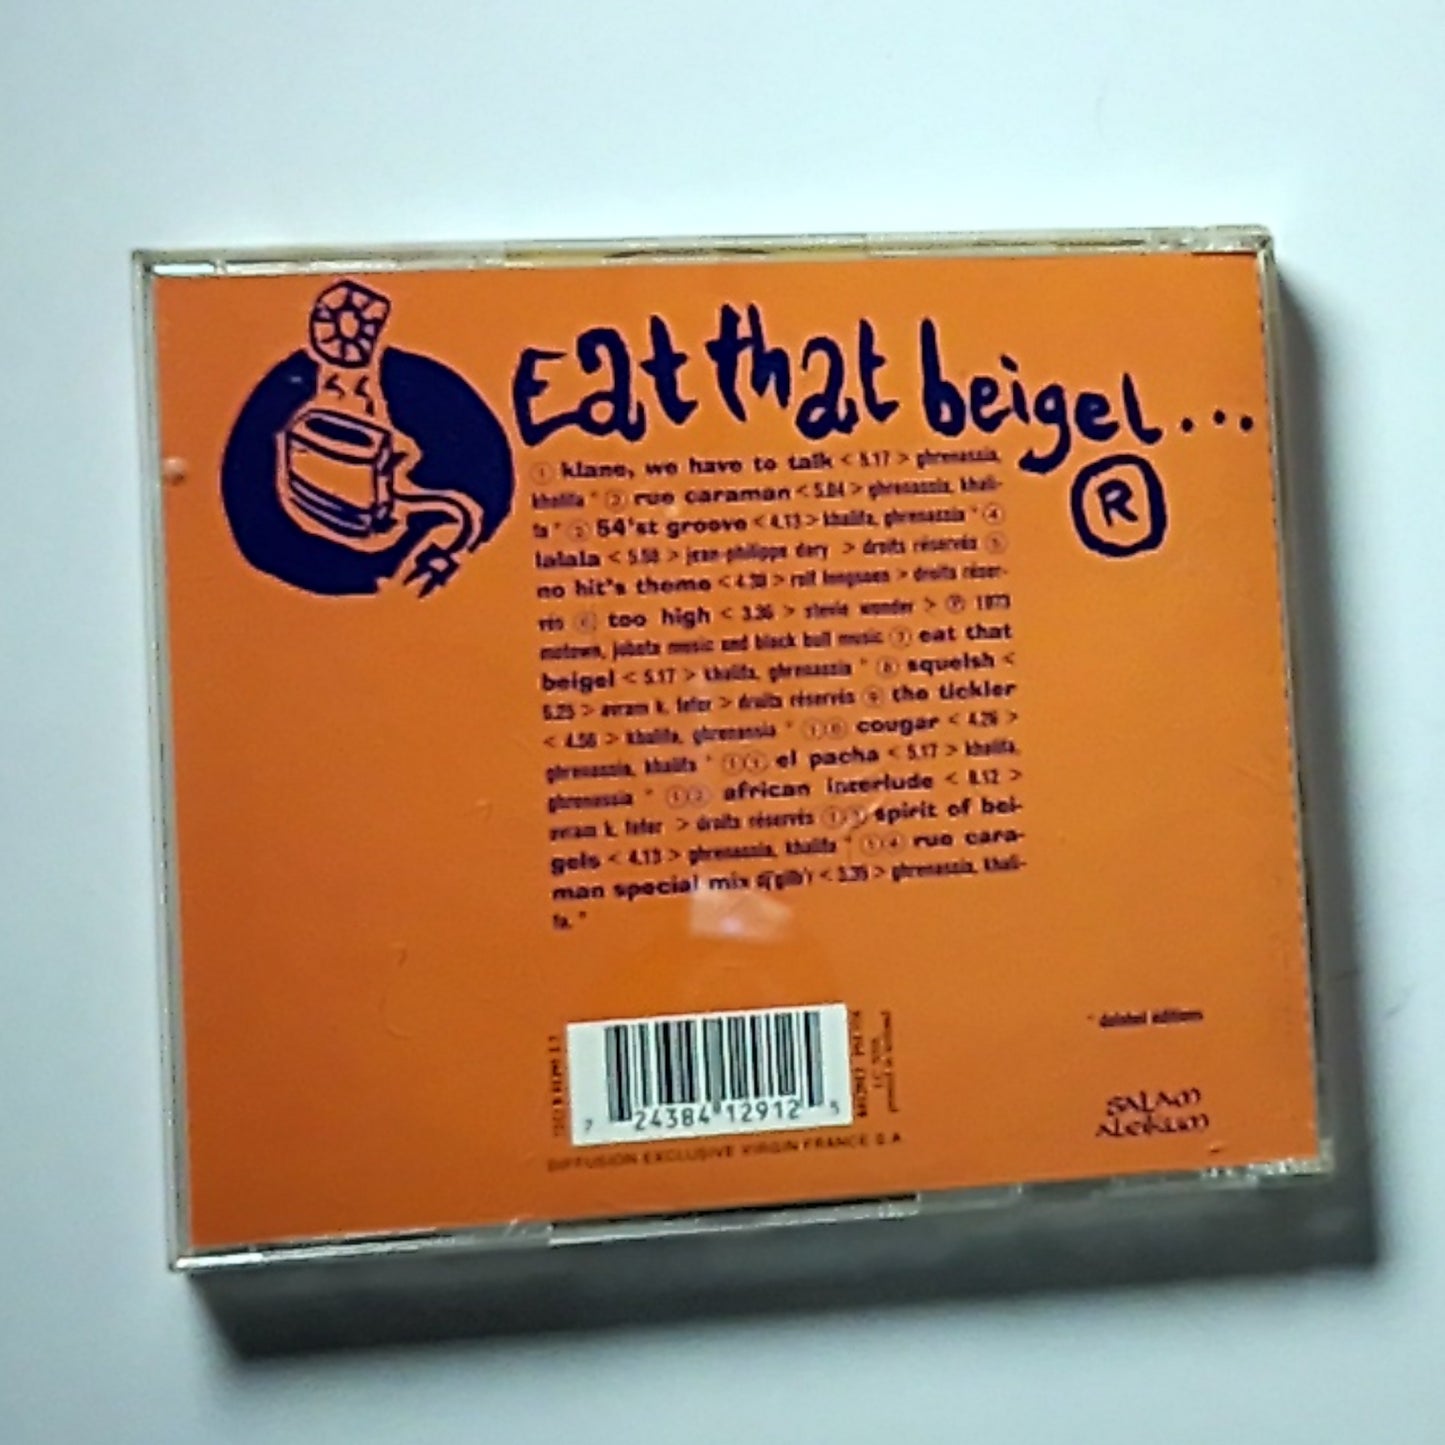 Eat that beigel...
R
1 klane, we have to talk < 5.17 > ghrenassia,
khalifa * 2 rue caraman < 5.04 > ghrenassia, khali-
fa * 3 54'st groove < 4.13 > khalifa, ghrenassia * 4
lalala < 5.58 > jean-philippe dary > droits réservés 5
no hit's theme < 4.30 > > droits réser-
vés 6 too high < 3.36 > stevie wonder > ℗ 1973
motown, jobete music and black bull music 7 eat that
beigel < 5.17 > khalifa, ghrenassia * 8 squelsh <
5.25 > avram k. fefer > droits réservés 9 the tickler
< 4.56 > khalifa, ghrenassia * 10 cougar < 4.26 >
ghrenassia, khalifa * 11 el pacha < 5.17 > khalifa,
ghrenassia * 12 african interlude < >
avram k. fefer > droits réservés 13 spirit of bei-
gels < 4.13 > ghrenassia, khalifa * 14 rue cara-
man special mix dj gilb'r < 3.35 > ghrenassia, khali-
fa. *
7 24384 12912 5
DIFFUSION EXCLUSIVE VIRGIN FRANCE S.A.
editions
SALAM
ALEIKUM